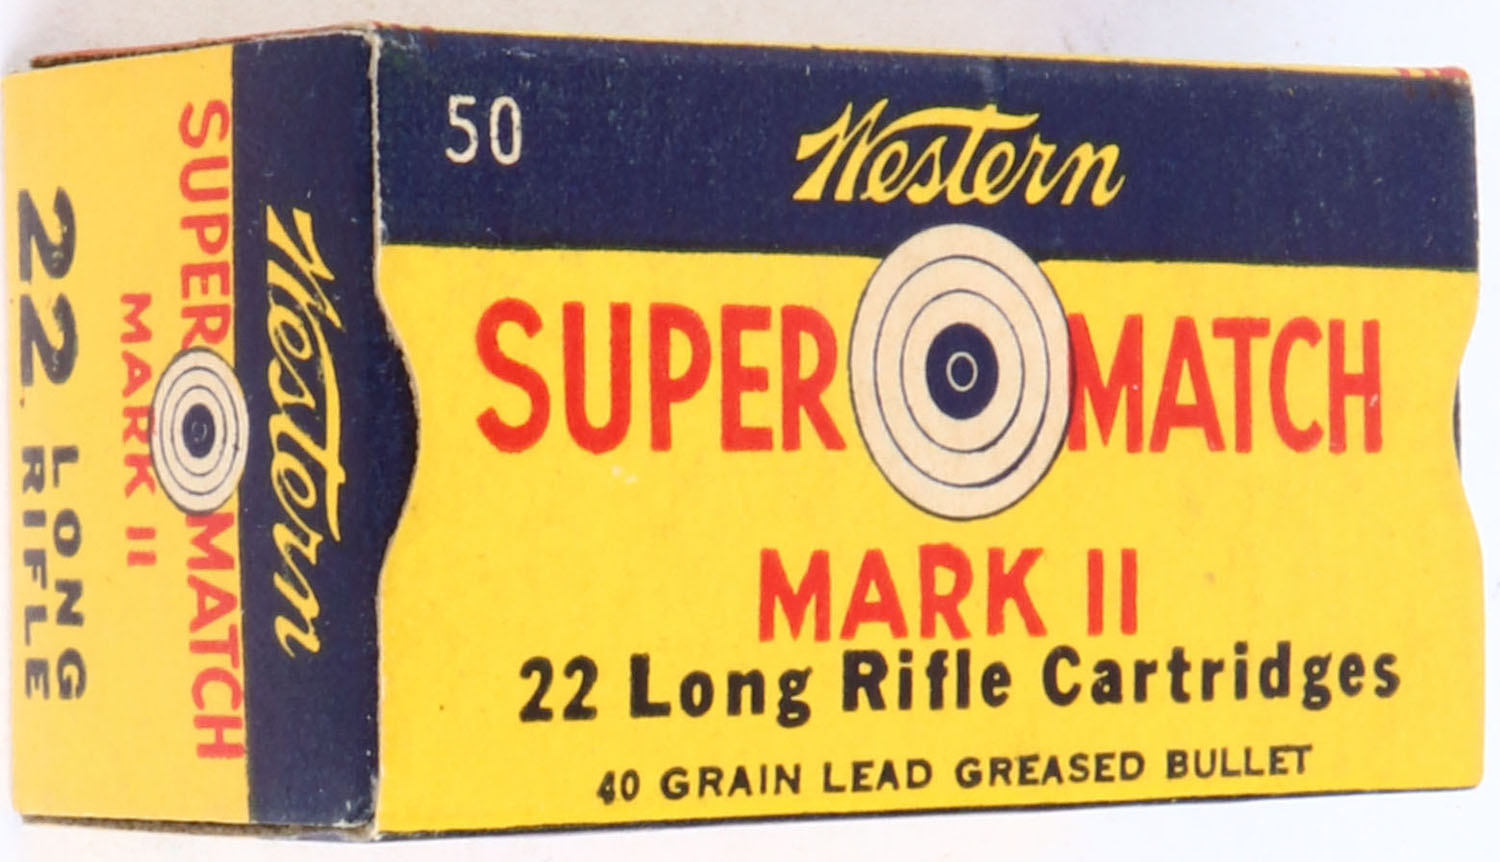 50
Western
SUPER MATCH
MARK II
22 Long Rifle Cartridges
40 GRAIN LEAD GREASED BULLET
Western
SUPER MATCH
MARK II
22 LONG
RIFLE